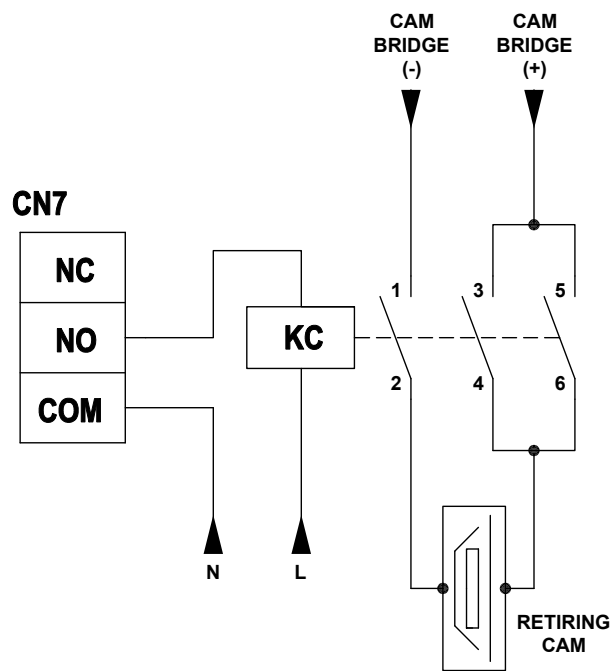 CAM
BRIDGE
(-)
CAM
BRIDGE
(+)
CN7
NC
NO
COM
KC
1
3
5
2
4
6
N
L
RETIRING
CAM